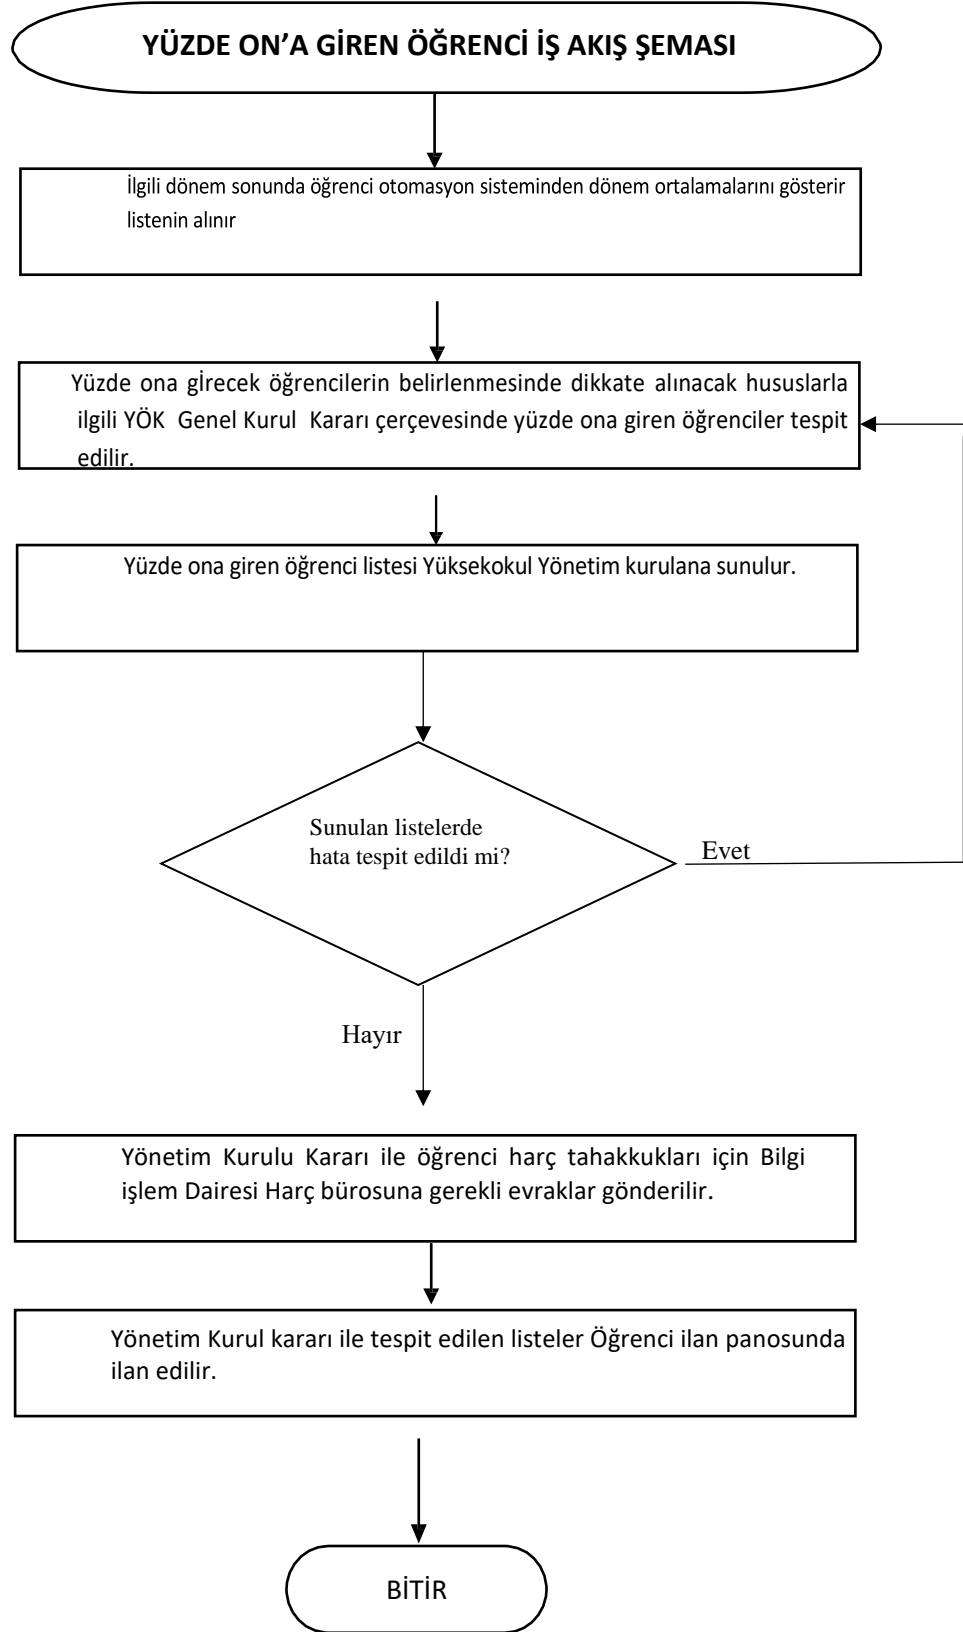 YÜZDE ON’A GİREN ÖĞRENCİ İŞ AKIŞ ŞEMASI
İlgili dönem sonunda öğrenci otomasyon sisteminden dönem ortalamalarını gösterir
listenin alınır
Yüzde ona gİrecek öğrencilerin belirlenmesinde dikkate alınacak hususlarla
ilgili YÖK Genel Kurul Kararı çerçevesinde yüzde ona giren öğrenciler tespit
edilir.
Yüzde ona giren öğrenci listesi Yüksekokul Yönetim kurulana sunulur.
Sunulan listelerde
hata tespit edildi mi?
Evet
Hayır
Yönetim Kurulu Kararı ile öğrenci harç tahakkukları için Bilgi
işlem Dairesi Harç bürosuna gerekli evraklar gönderilir.
Yönetim Kurul kararı ile tespit edilen listeler Öğrenci ilan panosunda
ilan edilir.
BİTİR